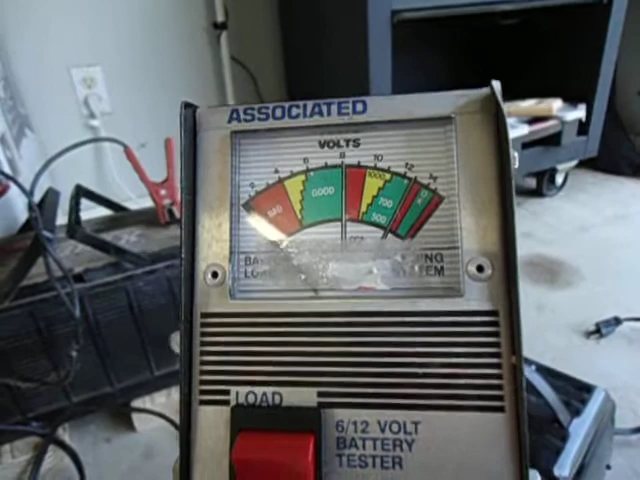 ASSOCIATED
VOLTS
2 4 6 8 10 12 14
BAD GOOD 1000 700 500
6/12 VOLT
LOAD
BATTERY
TESTER